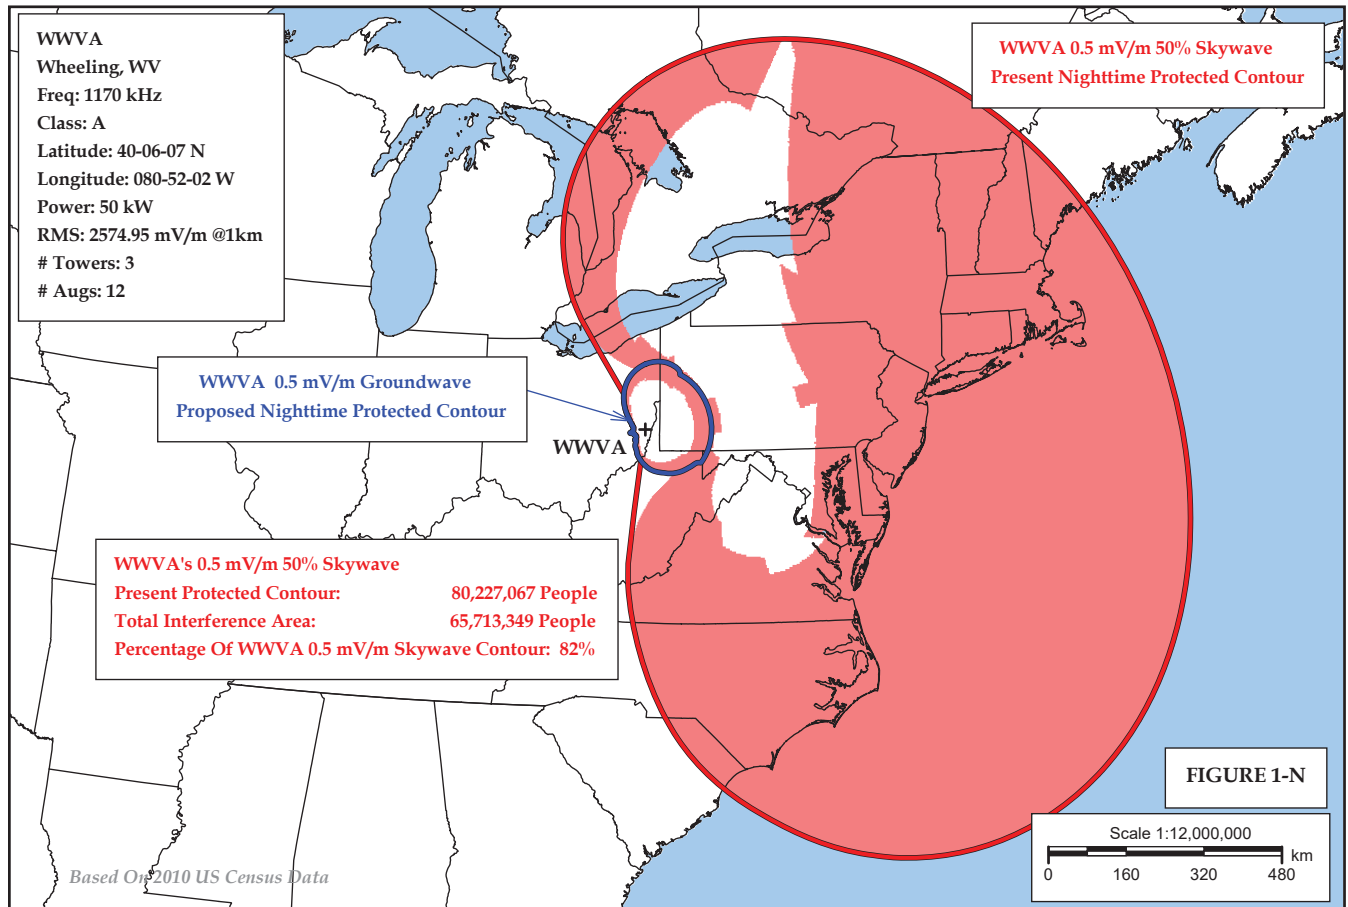 WWVA
Wheeling, WV
Freq: 1170 kHz
Class: A
Latitude: 40-06-07 N
Longitude: 080-52-02 W
Power: 50 kW
RMS: 2574.95 mV/m @1km
# Towers: 3
# Augs: 12
WWVA 0.5 mV/m 50% Skywave
Present Nighttime Protected Contour
WWVA 0.5 mV/m Groundwave
Proposed Nighttime Protected Contour
WWVA
WWVA's 0.5 mV/m 50% Skywave
Present Protected Contour: 80,227,067 People
Total Interference Area: 65,713,349 People
Percentage Of WWVA 0.5 mV/m Skywave Contour: 82%
FIGURE 1-N
Scale 1:12,000,000
km
0 160 320 480
Based On 2010 US Census Data